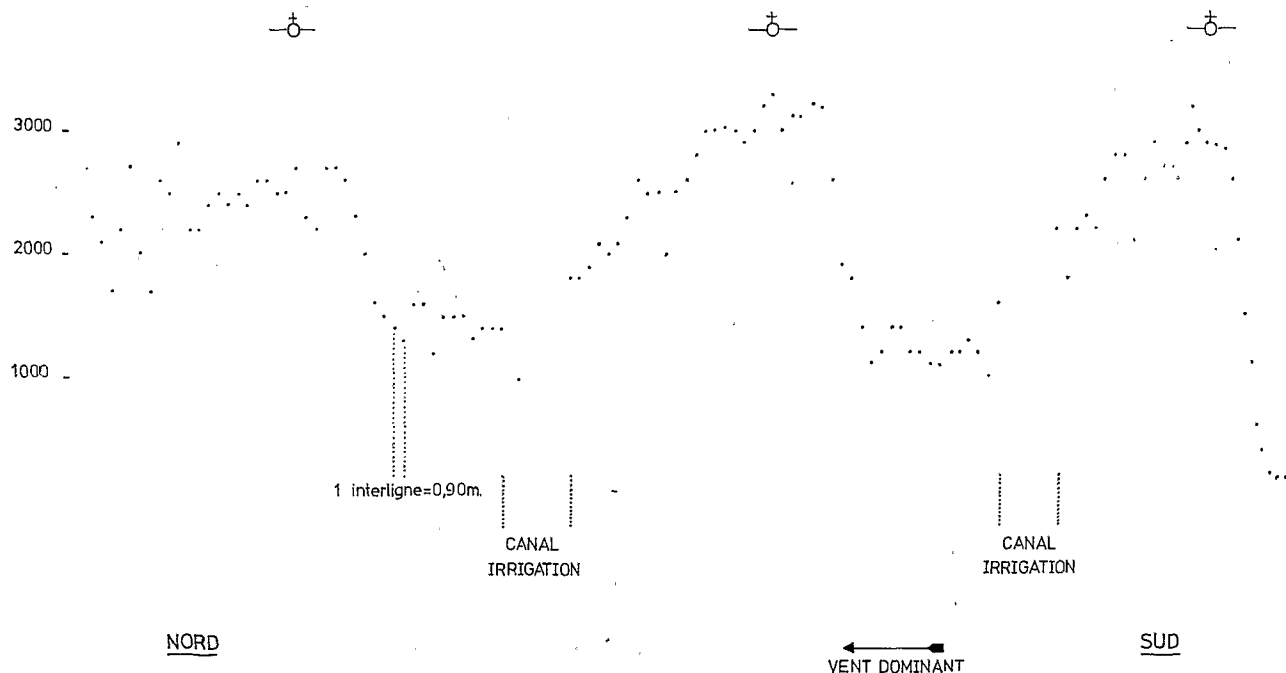 3000
2000
1000
1 interligne=0,90m.
CANAL
IRRIGATION
CANAL
IRRIGATION
NORD
SUD
VENT DOMINANT